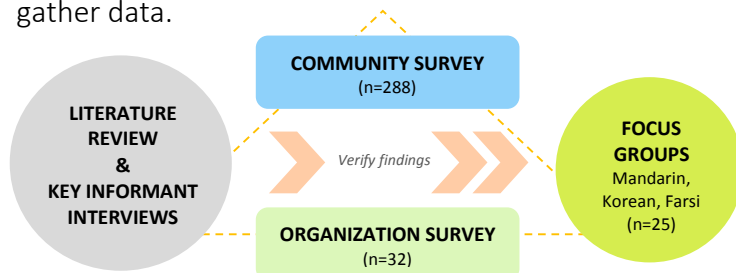 gather data.
COMMUNITY SURVEY
(n=288)
LITERATURE
REVIEW
&
KEY INFORMANT
INTERVIEWS
Verify findings
FOCUS
GROUPS
Mandarin,
Korean, Farsi
(n=25)
ORGANIZATION SURVEY
(n=32)